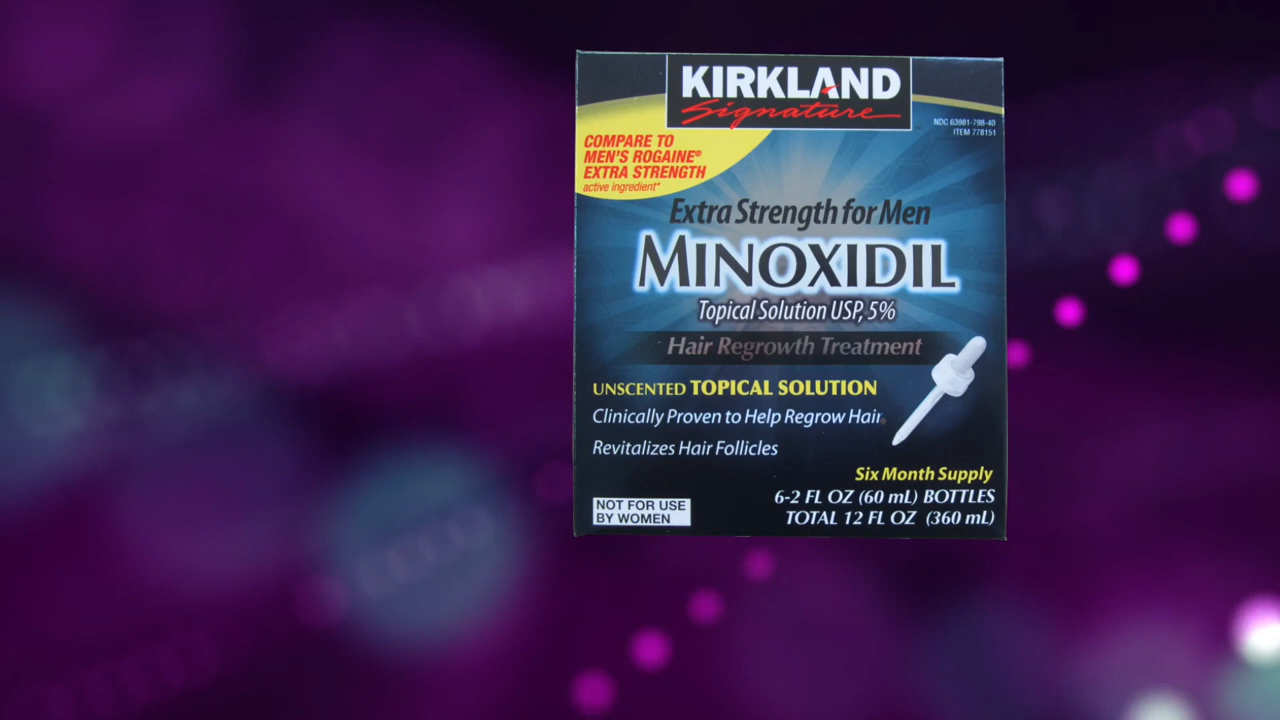 KIRKLAND
Signature
NDC 63981-798-40
ITEM 778151
COMPARE TO
MEN'S ROGAINE®
EXTRA STRENGTH
active ingredient*
Extra Strength for Men
MINOXIDIL
Topical Solution USP, 5%
Hair Regrowth Treatment
UNSCENTED TOPICAL SOLUTION
Clinically Proven to Help Regrow Hair
Revitalizes Hair Follicles
Six Month Supply
6-2 FL OZ (60 mL) BOTTLES
TOTAL 12 FL OZ (360 mL)
NOT FOR USE
BY WOMEN